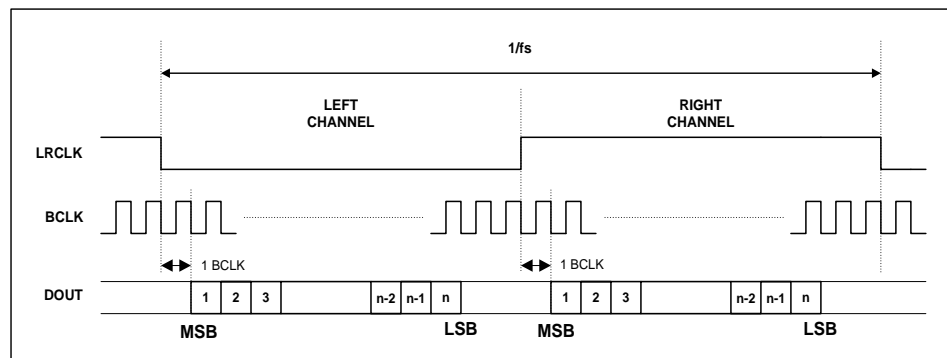 1/fs
LEFT
CHANNEL
RIGHT
CHANNEL
LRCLK
BCLK
1 BCLK 1 BCLK
DOUT 1 2 3 n-2 n-1 n 1 2 3 n-2 n-1 n
MSB LSB MSB LSB